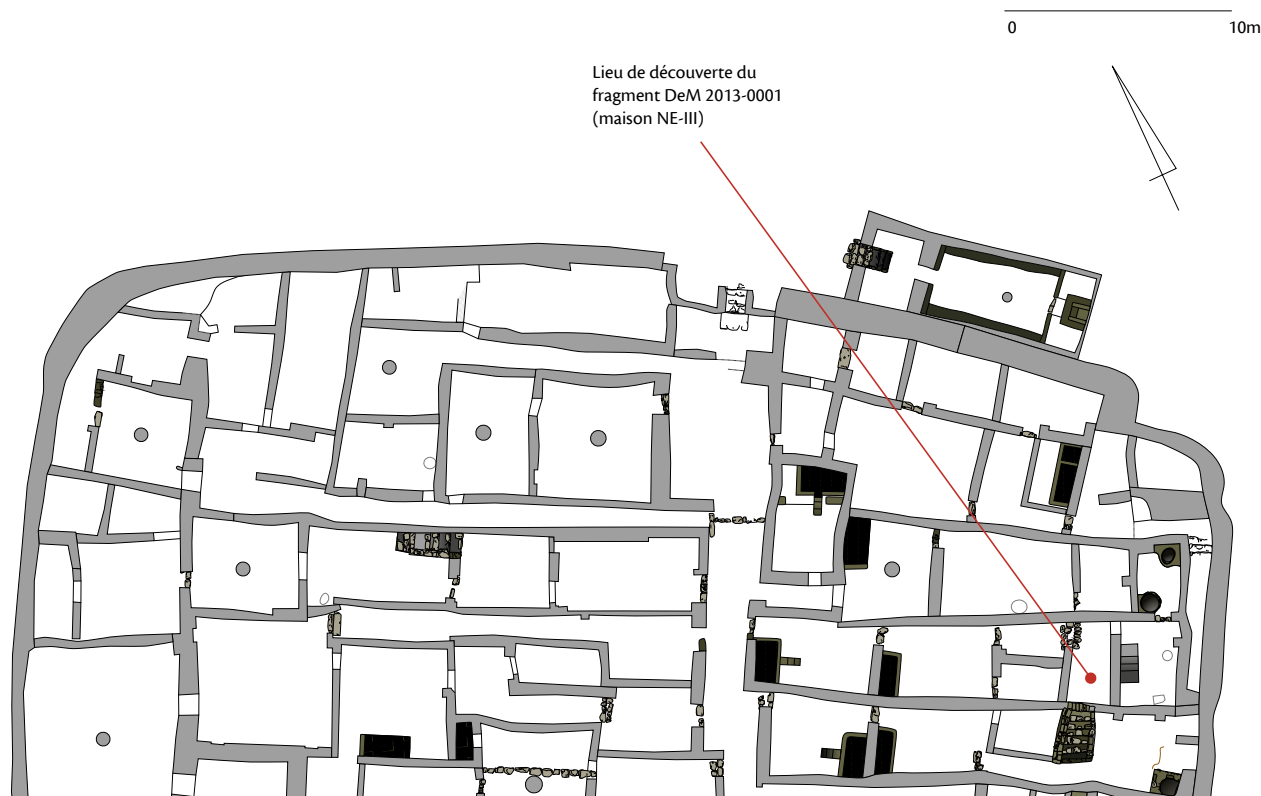 0 10m
Lieu de découverte du
fragment DeM 2013-0001
(maison NE-III)